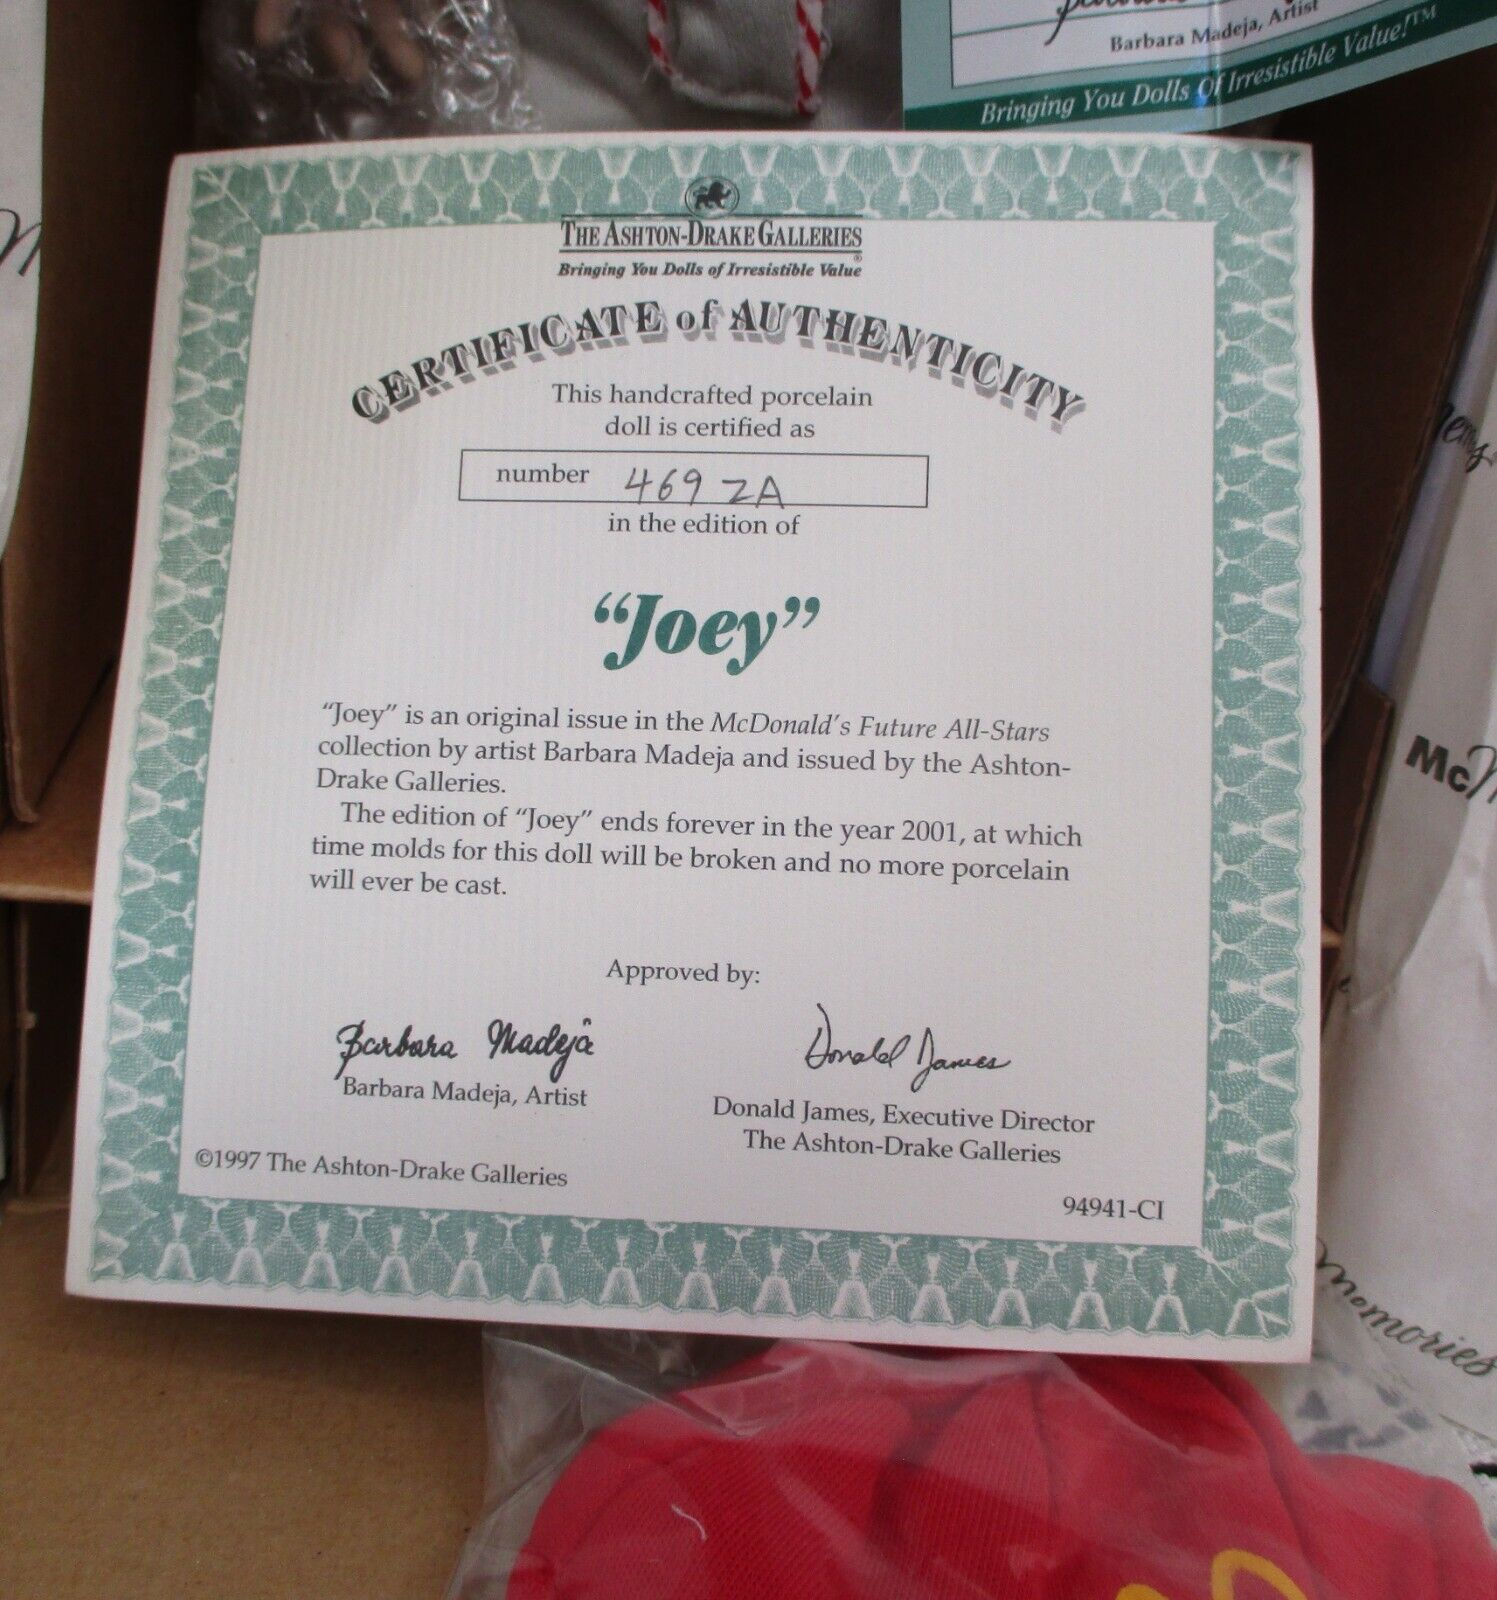 Barbara Madeja, Artist
Bringing You Dolls Of Irresistible Value!™
THE ASHTON-DRAKE GALLERIES
®
Bringing You Dolls of Irresistible Value
CERTIFICATE of AUTHENTICITY
This handcrafted porcelain
doll is certified as
number 469 ZA
in the edition of
“Joey”
“Joey” is an original issue in the McDonald's Future All-Stars
collection by artist Barbara Madeja and issued by the Ashton-
Drake Galleries.
The edition of “Joey” ends forever in the year 2001, at which
time molds for this doll will be broken and no more porcelain
will ever be cast.
Approved by:
Barbara Madeja
Donald James
Barbara Madeja, Artist
Donald James, Executive Director
The Ashton-Drake Galleries
©1997 The Ashton-Drake Galleries
94941-CI